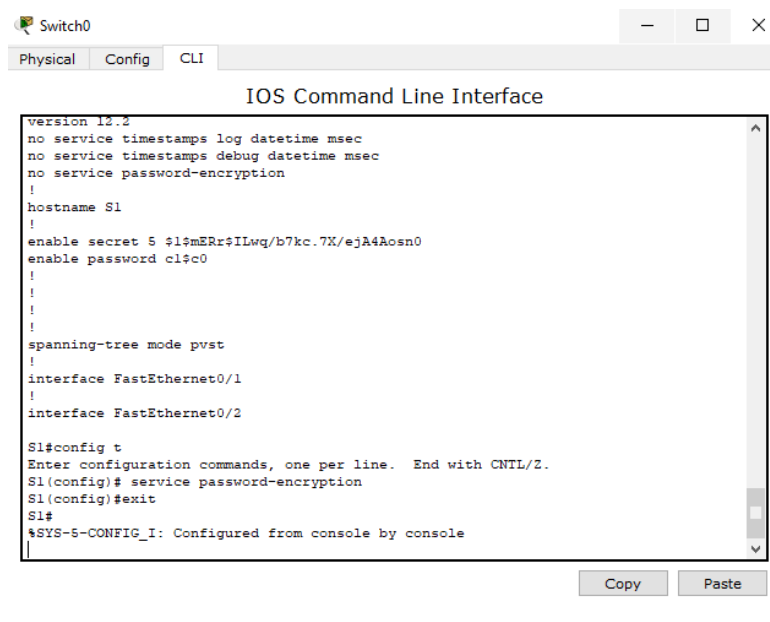 Switch0
Physical Config CLI
IOS Command Line Interface
version 12.2
no service timestamps log datetime msec
no service timestamps debug datetime msec
no service password-encryption
!
hostname S1
!
enable secret 5 $1$mERr$ILwq/b7kc.7X/ejA4Aosn0
enable password c1$c0
!
!
!
!
spanning-tree mode pvst
!
interface FastEthernet0/1
!
interface FastEthernet0/2
S1#config t
Enter configuration commands, one per line.  End with CNTL/Z.
S1(config)# service password-encryption
S1(config)#exit
S1#
%SYS-5-CONFIG_I: Configured from console by console
Copy Paste